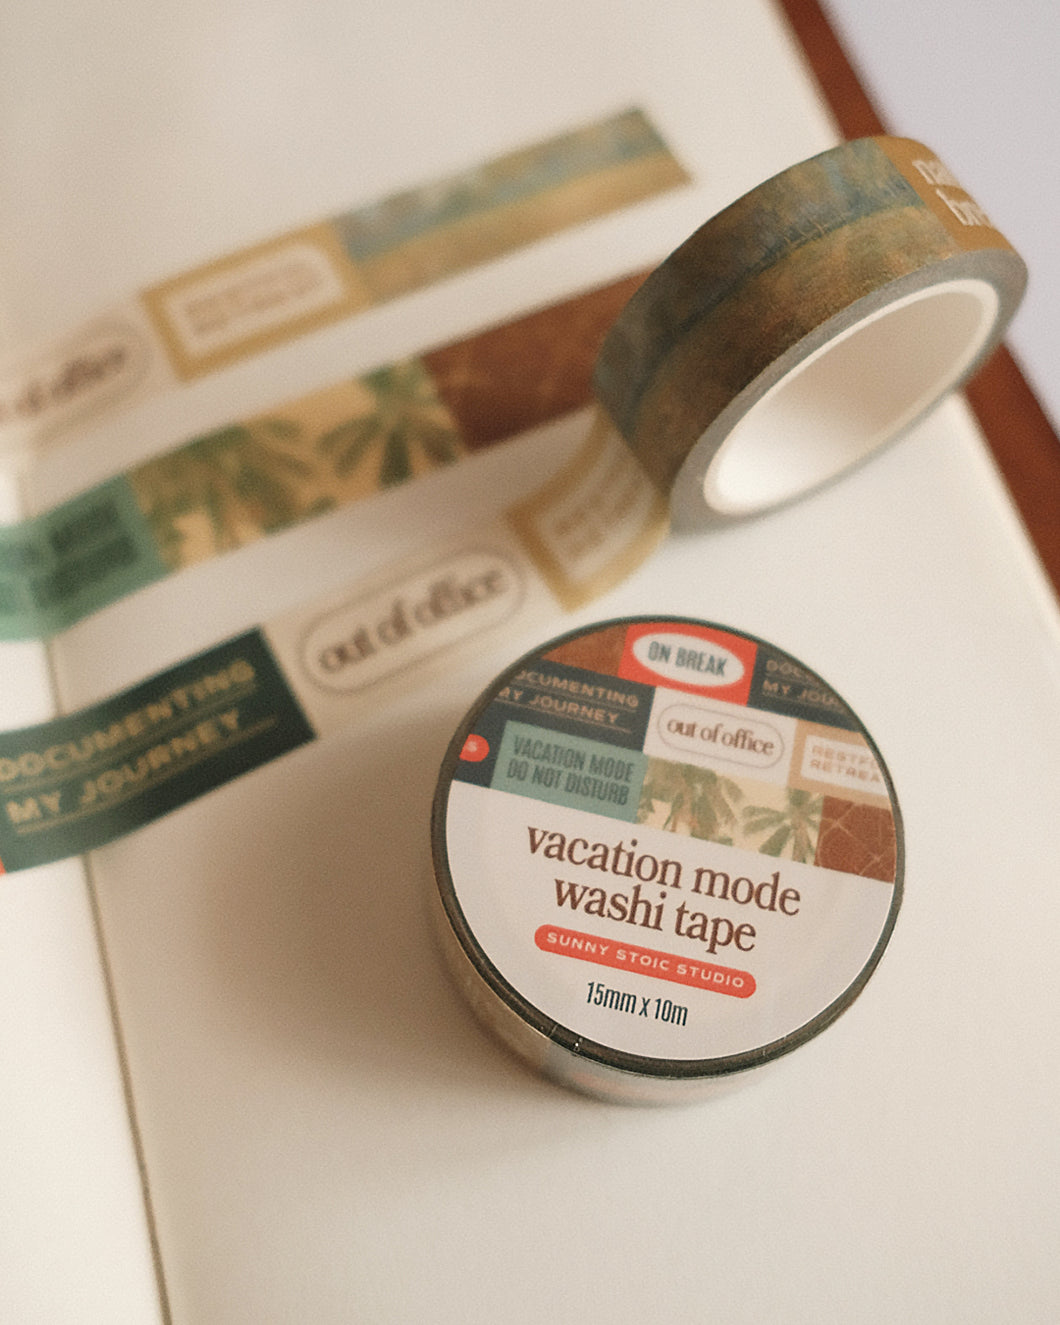 out of office
DOCUMENTING
MY JOURNEY
ON BREAK
DOCUMENTING
MY JOURNEY
out of office
VACATION MODE
DO NOT DISTURB
vacation mode
washi tape
SUNNY STOIC STUDIO
15mm x 10m